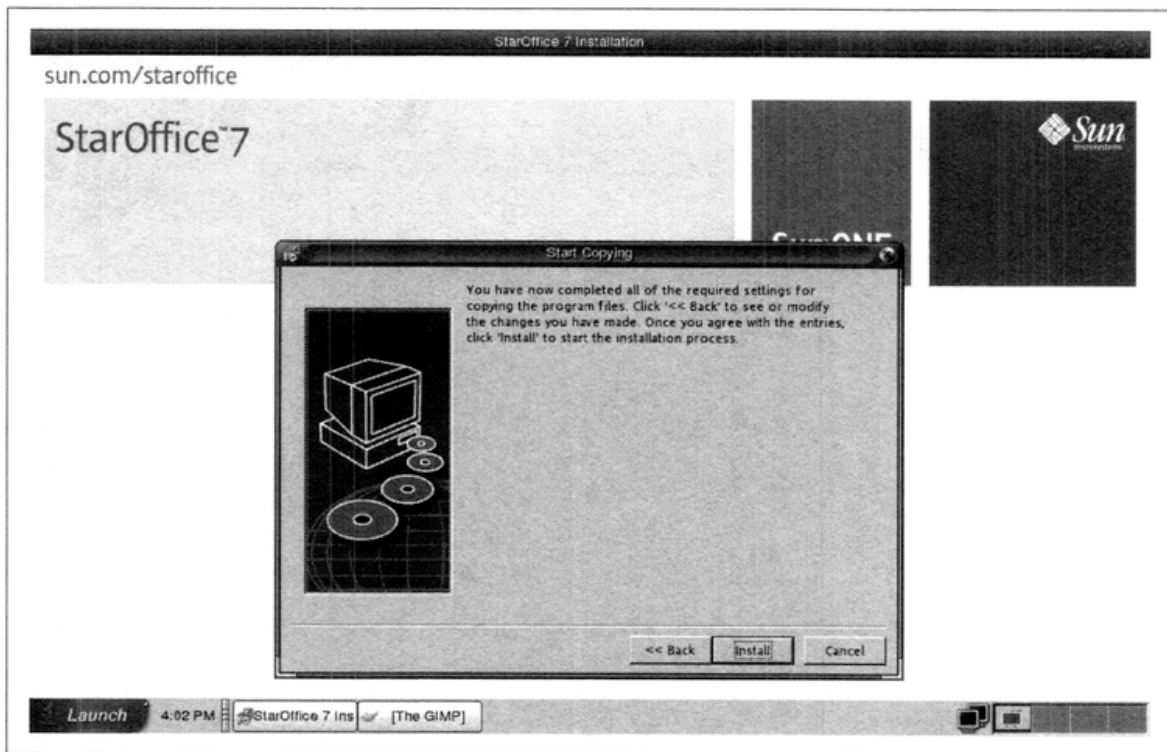 StarOffice 7 Installation
sun.com/staroffice
StarOffice™7
Sun
microsystems
Start Copying
You have now completed all of the required settings for
copying the program files. Click '<< Back' to see or modify
the changes you have made. Once you agree with the entries,
click 'Install' to start the installation process.
<< Back
Install
Cancel
Launch
4:02 PM
StarOffice 7 Ins
[The GIMP]